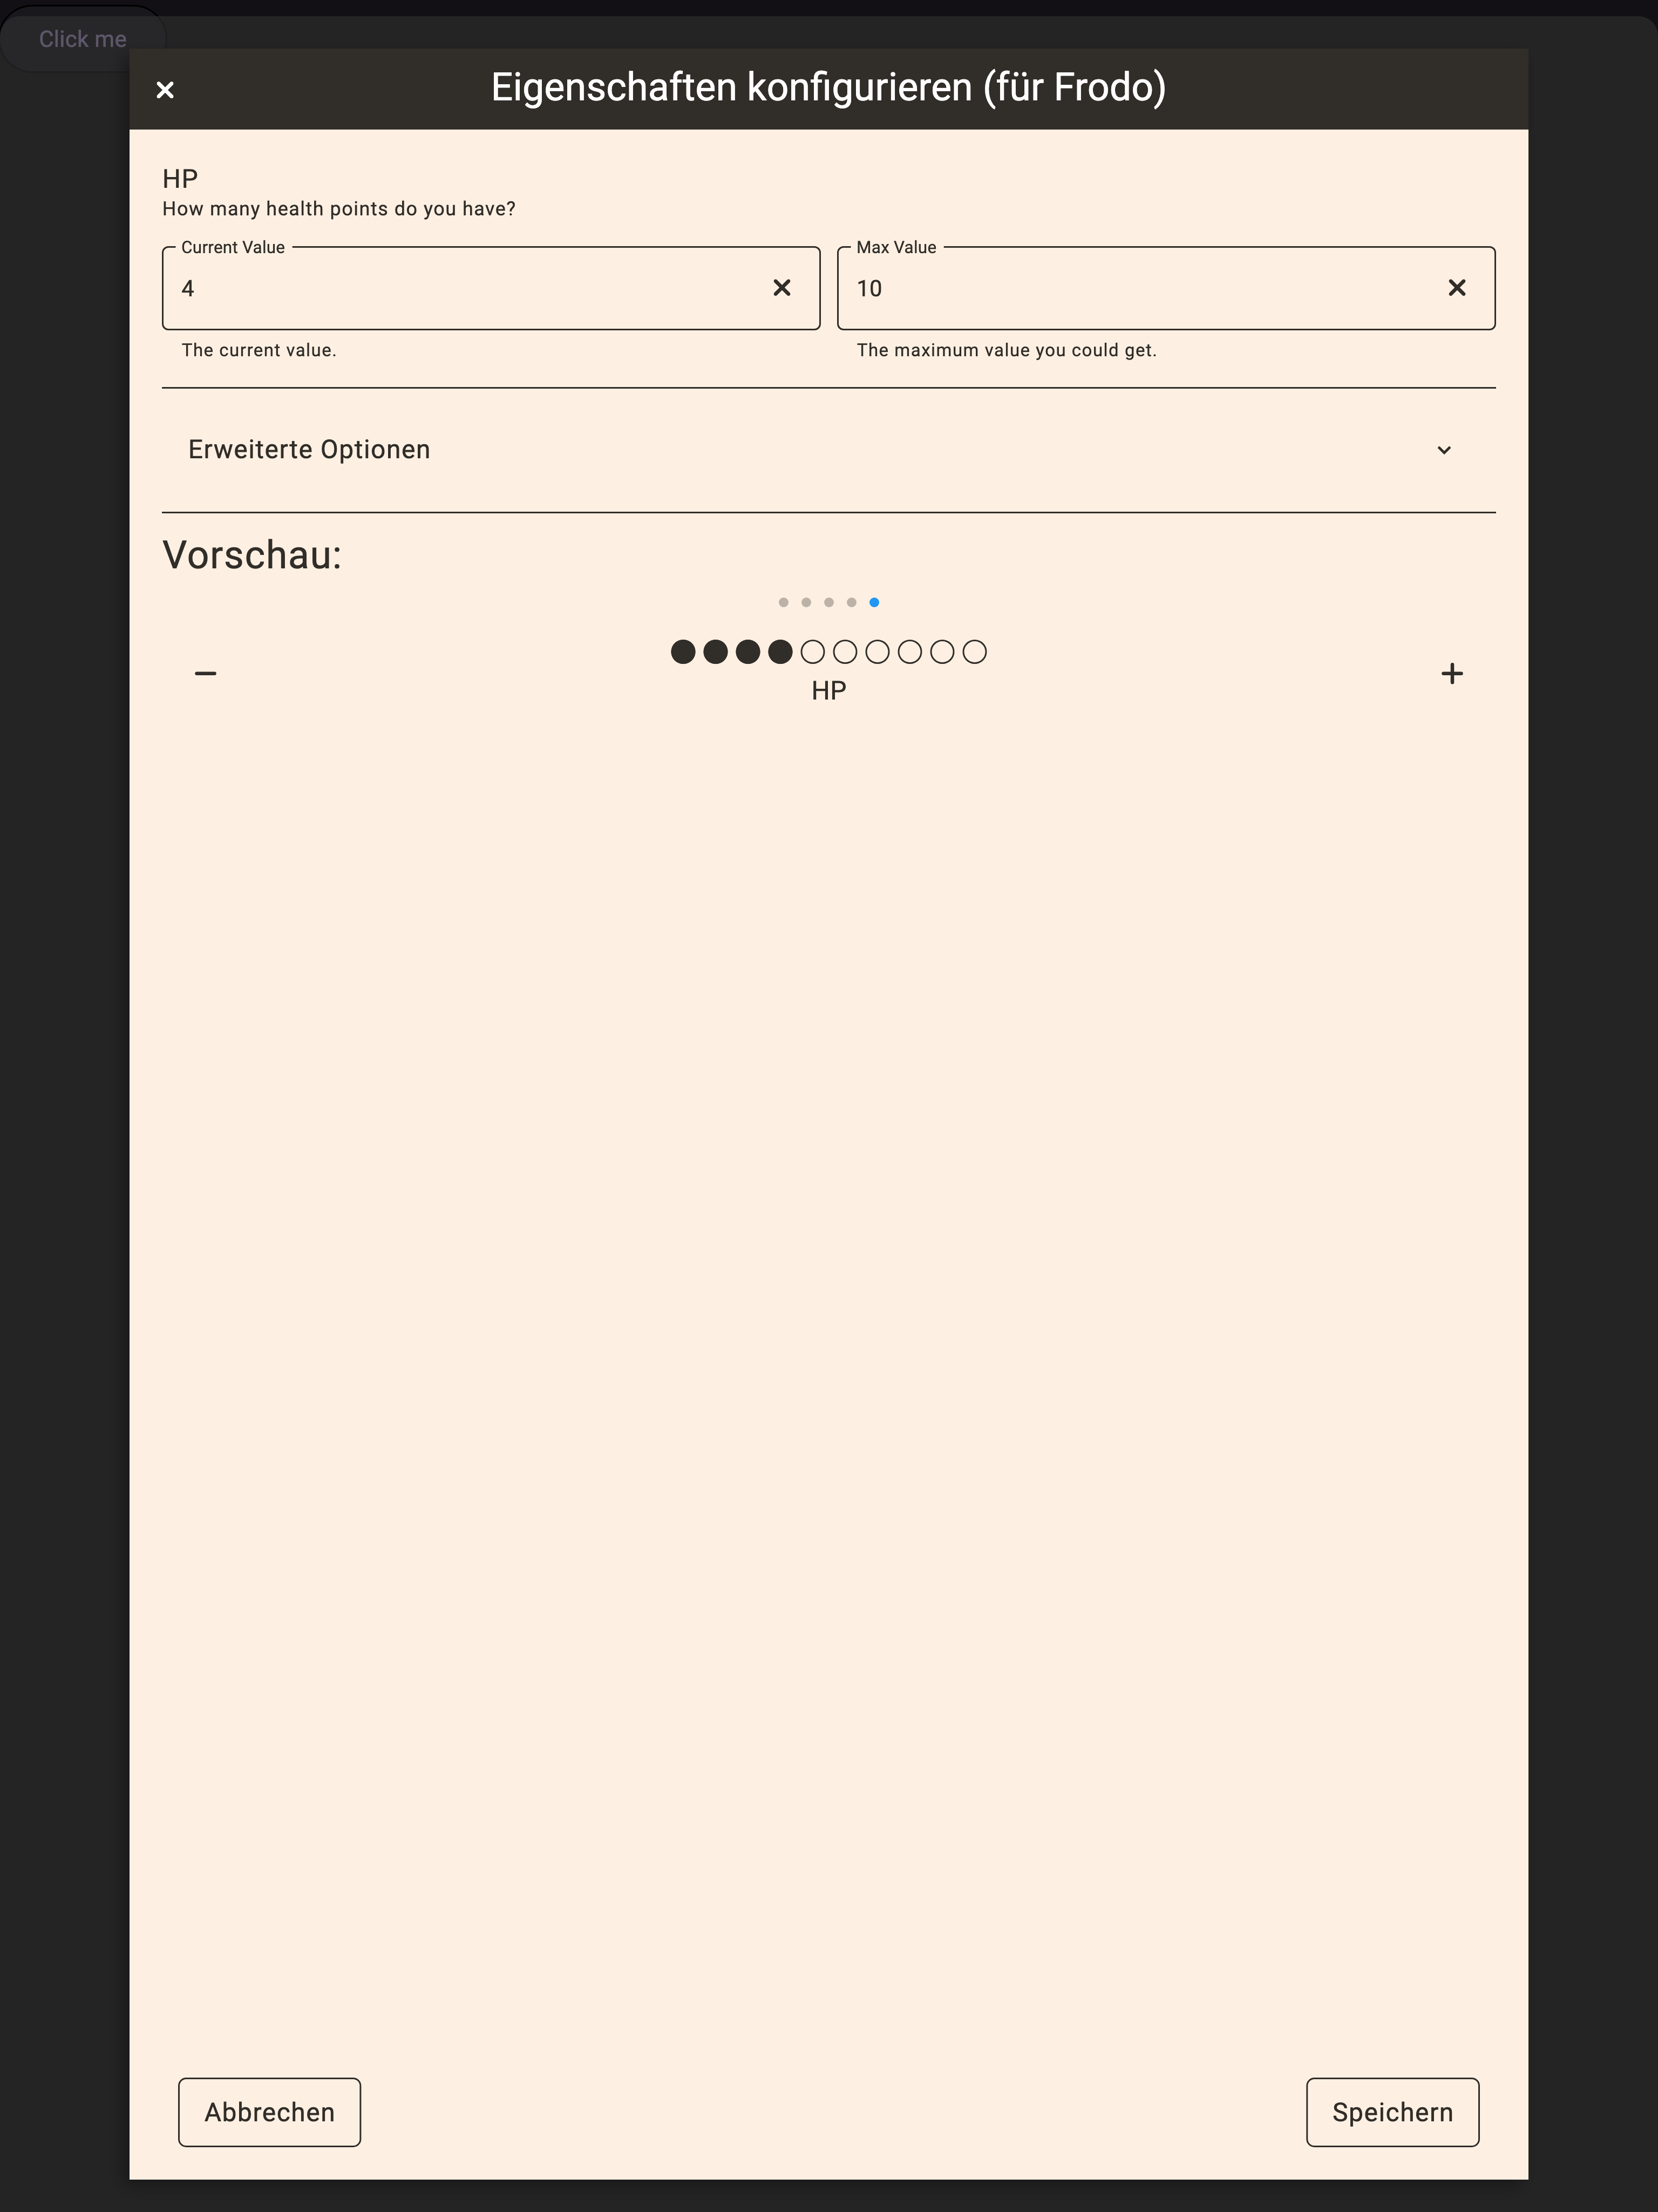 Click me
Eigenschaften konfigurieren (für Frodo)
HP
How many health points do you have?
Current Value
4
The current value.
Max Value
10
The maximum value you could get.
Erweiterte Optionen
Vorschau:
HP
Abbrechen
Speichern